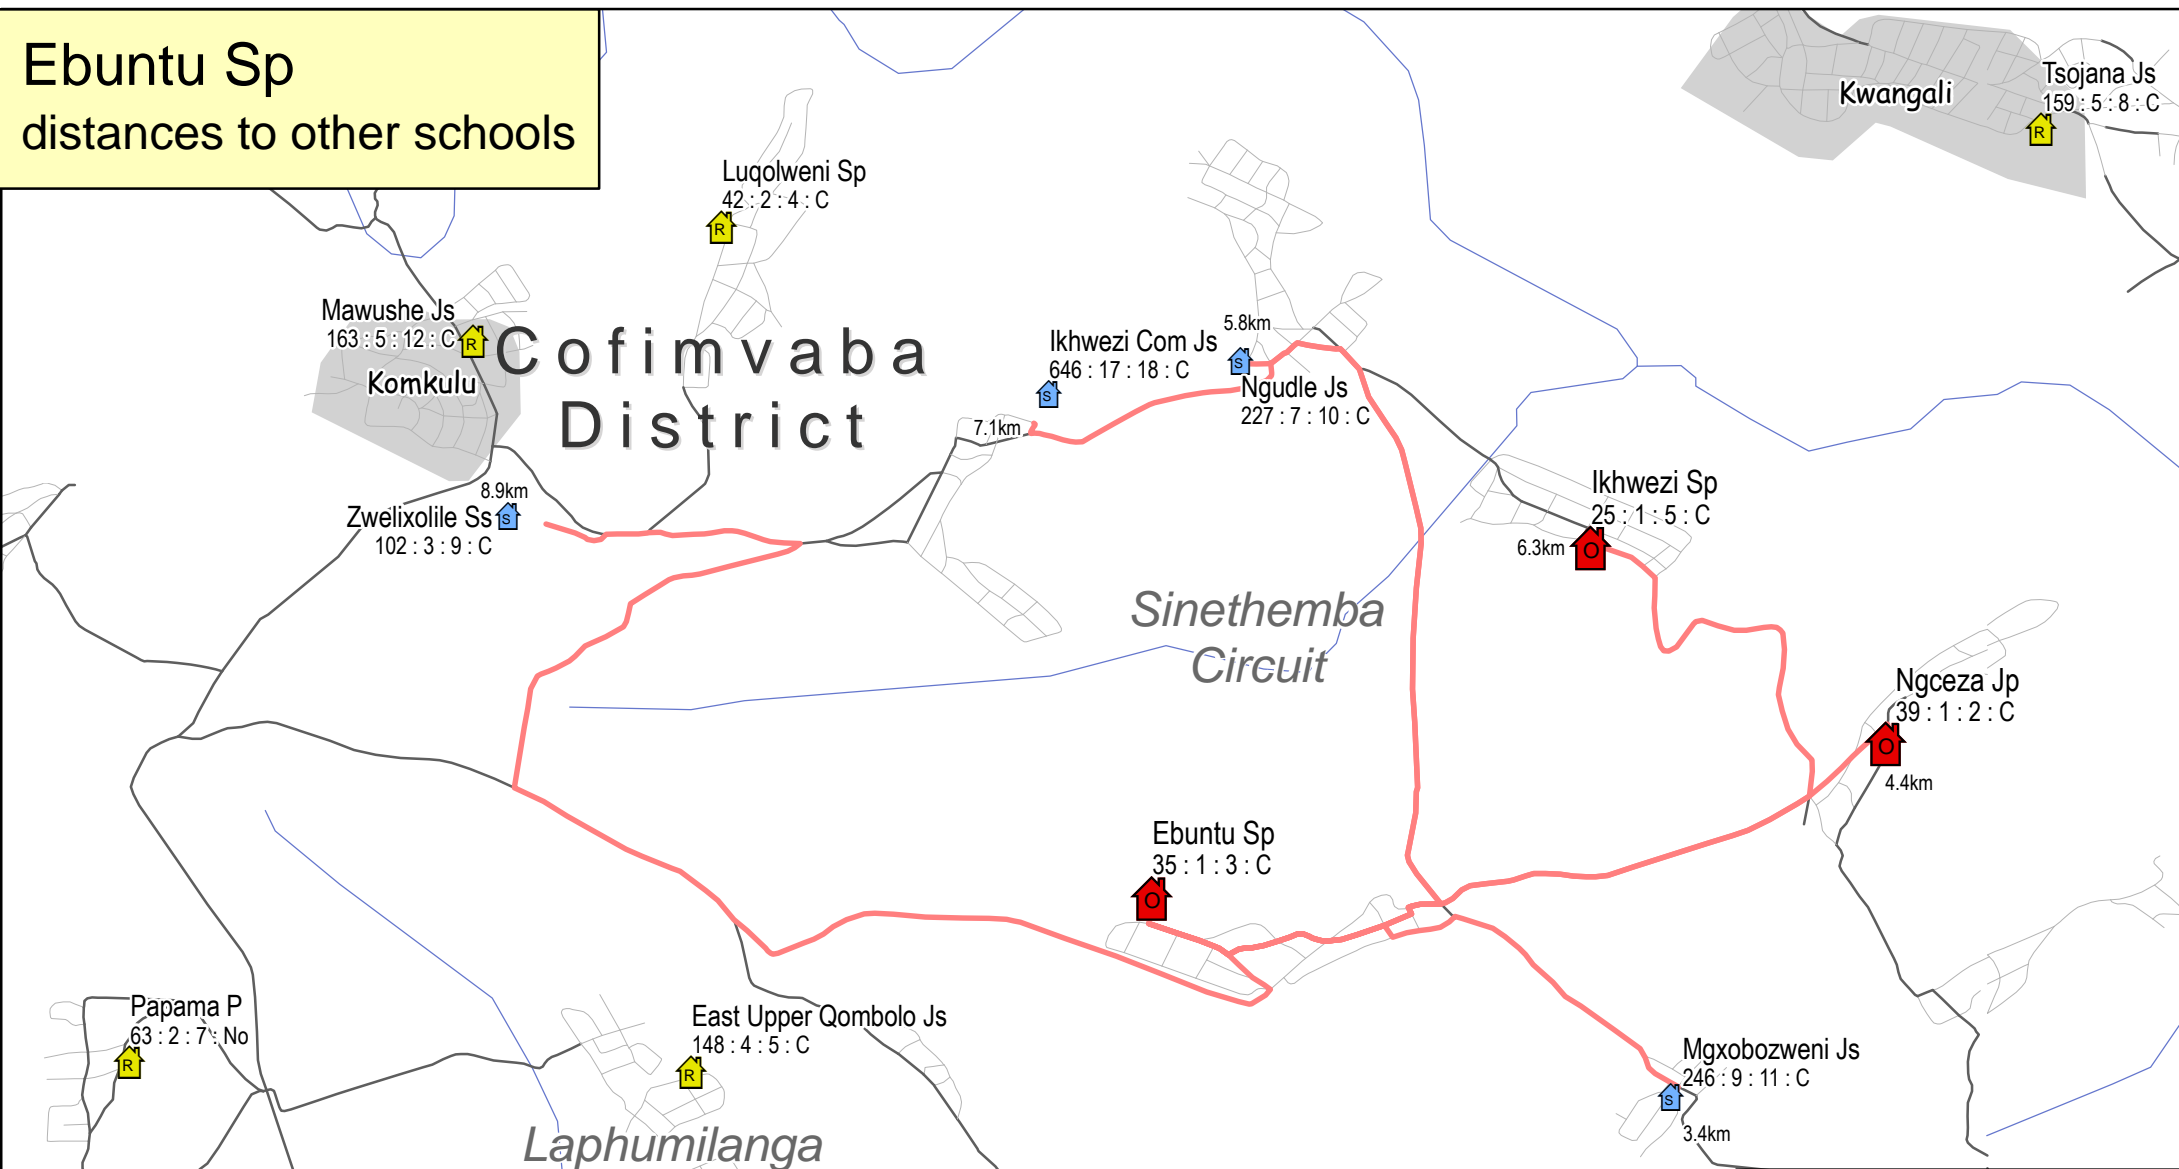 Ebuntu Sp
distances to other schools
Kwangali
Tsojana Js
159 : 5 : 8 : C
R
Luqolweni Sp
42 : 2 : 4 : C
R
Mawushe Js
163 : 5 : 12 : C
R
Komkulu
Cofimvaba
District
Ikhwezi Com Js
646 : 17 : 18 : C
S
7.1km
5.8km
S
Ngudle Js
227 : 7 : 10 : C
8.9km
Zwelixolile Ss
S
102 : 3 : 9 : C
Ikhwezi Sp
25 : 1 : 5 : C
6.3km
O
Sinethemba
Circuit
Ngceza Jp
39 : 1 : 2 : C
O
4.4km
Ebuntu Sp
35 : 1 : 3 : C
O
Papama P
63 : 2 : 7 : No
R
East Upper Qombolo Js
148 : 4 : 5 : C
R
Mgxobozweni Js
246 : 9 : 11 : C
S
3.4km
Laphumilanga